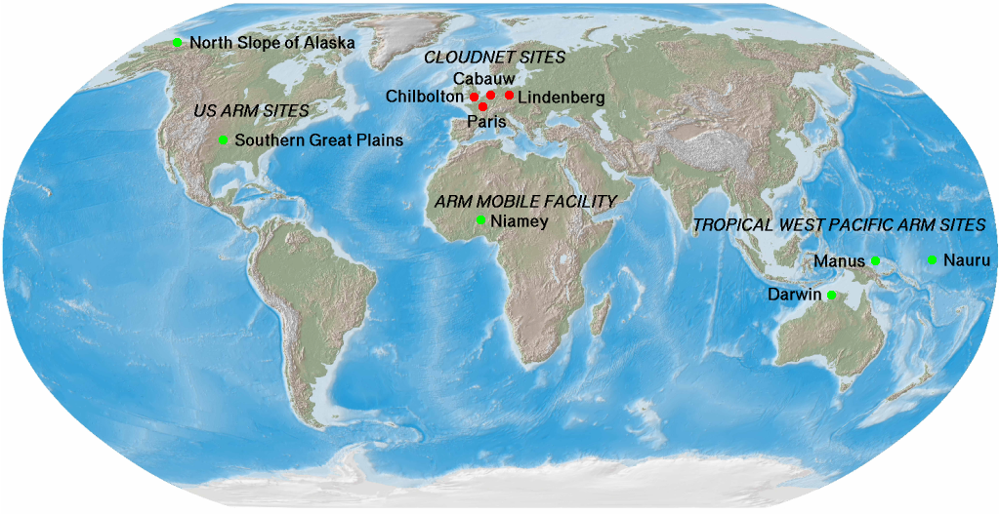 North Slope of Alaska
CLOUDNET SITES
Cabauw
Chilbolton
Lindenberg
US ARM SITES
Paris
Southern Great Plains
ARM MOBILE FACILITY
Niamey
TROPICAL WEST PACIFIC ARM SITES
Manus
Nauru
Darwin